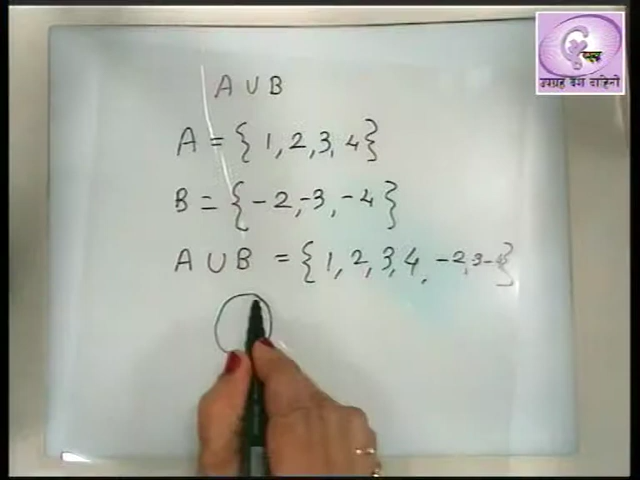 A ∪ B
A = { 1, 2, 3, 4}
B = { -2, -3, -4 }
A ∪ B = { 1, 2, 3, 4, -2, 3-4}